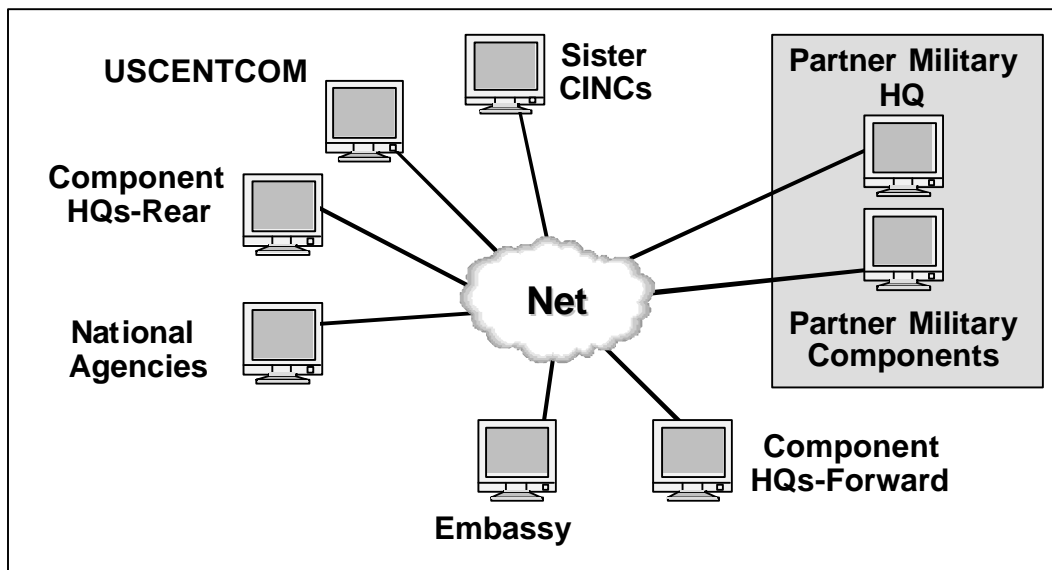 USCENTCOM
Sister
CINCs
Partner Military
HQ
Component
HQs-Rear
Net
National
Agencies
Partner Military
Components
Component
HQs-Forward
Embassy